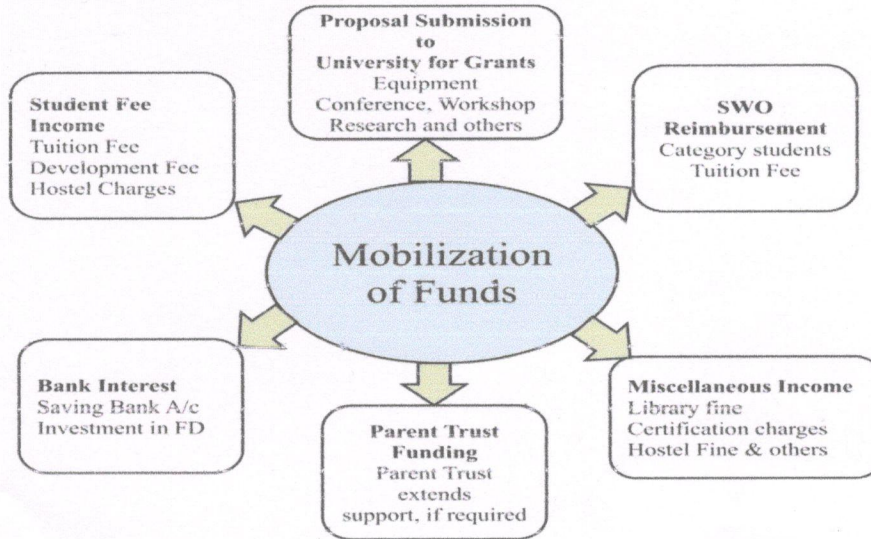 Proposal Submission
to
University for Grants
Equipment
Conference, Workshop
Research and others
Student Fee
Income
Tuition Fee
Development Fee
Hostel Charges
SWO
Reimbursement
Category students
Tuition Fee
Mobilization
of Funds
Bank Interest
Saving Bank A/c
Investment in FD
Parent Trust
Funding
Parent Trust
extends
support, if required
Miscellaneous Income
Library fine
Certification charges
Hostel Fine & others